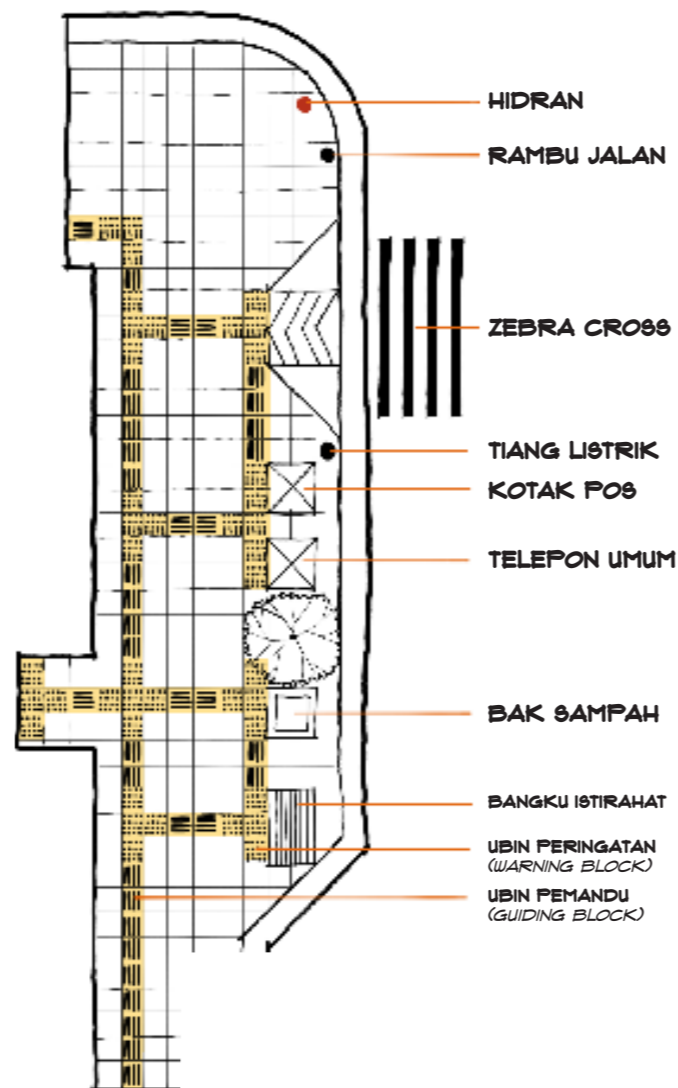 HIDRAN
RAMBU JALAN
ZEBRA CROSS
TIANG LISTRIK
KOTAK POS
TELEPON UMUM
BAK SAMPAH
BANGKU ISTIRAHAT
UBIN PERINGATAN
(WARNING BLOCK)
UBIN PEMANDU
(GUIDING BLOCK)